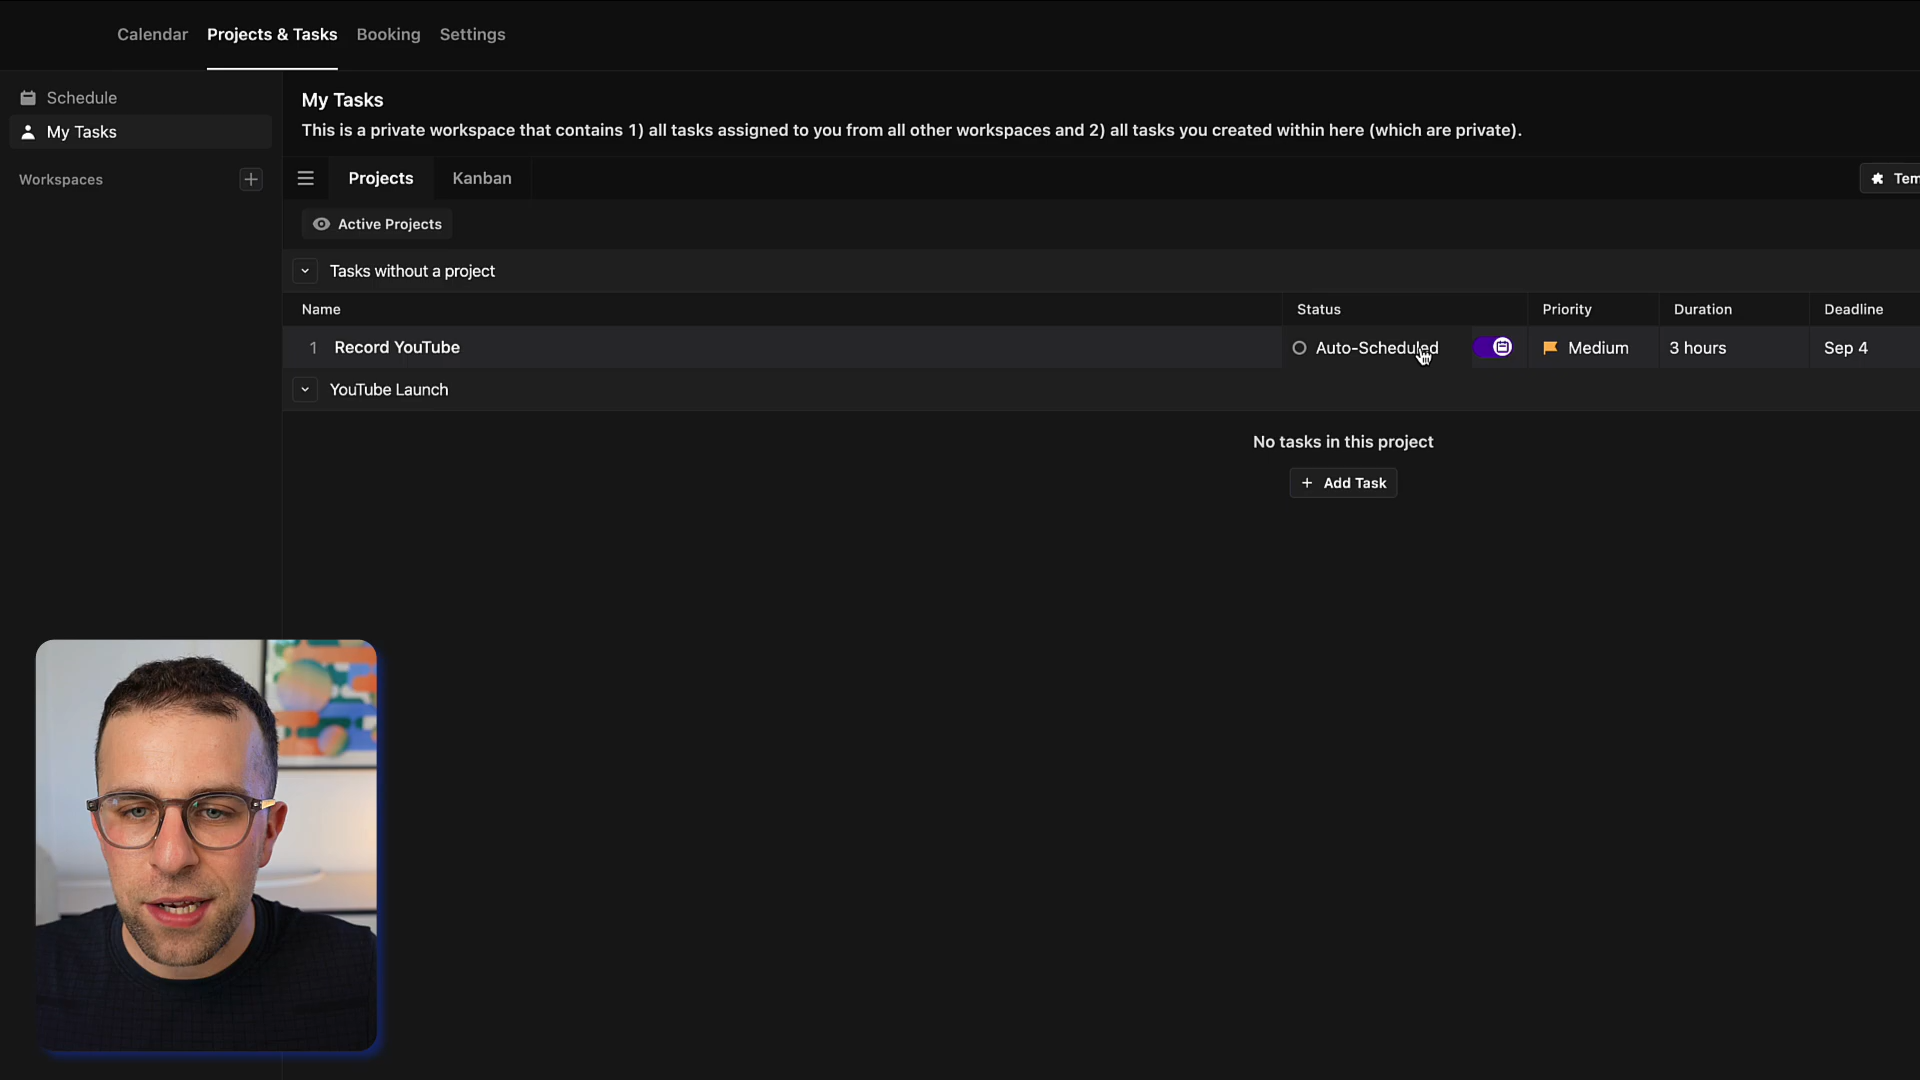 Calendar Projects & Tasks Booking Settings
Schedule
My Tasks
Workspaces
My Tasks
This is a private workspace that contains 1) all tasks assigned to you from all other workspaces and 2) all tasks you created within here (which are private).
Projects Kanban
Active Projects
Tasks without a project
Name Status Priority Duration Deadline
1 Record YouTube Auto-Scheduled Medium 3 hours Sep 4
YouTube Launch
No tasks in this project
+ Add Task